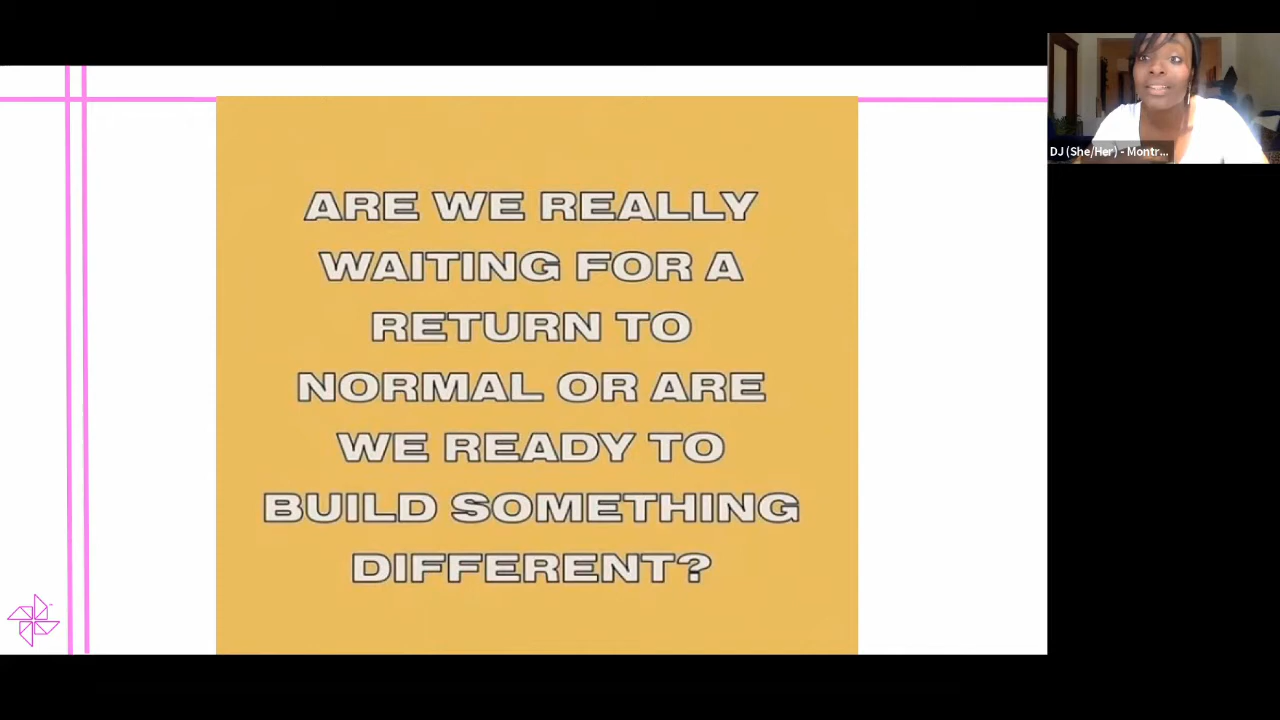 ARE WE REALLY
WAITING FOR A
RETURN TO
NORMAL OR ARE
WE READY TO
BUILD SOMETHING
DIFFERENT?
DJ (She/Her) - Montr...